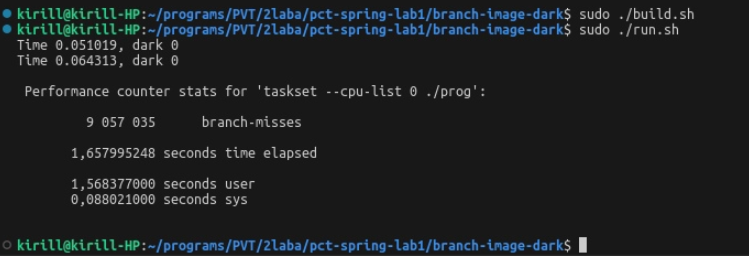 kirill@kirill-HP:~/programs/PVT/2laba/pct-spring-lab1/branch-image-dark$ sudo ./build.sh
kirill@kirill-HP:~/programs/PVT/2laba/pct-spring-lab1/branch-image-dark$ sudo ./run.sh
Time 0.051019, dark 0
Time 0.064313, dark 0
Performance counter stats for 'taskset --cpu-list 0 ./prog':
9 057 035 branch-misses
1,657995248 seconds time elapsed
1,568377000 seconds user
0,088021000 seconds sys
kirill@kirill-HP:~/programs/PVT/2laba/pct-spring-lab1/branch-image-dark$